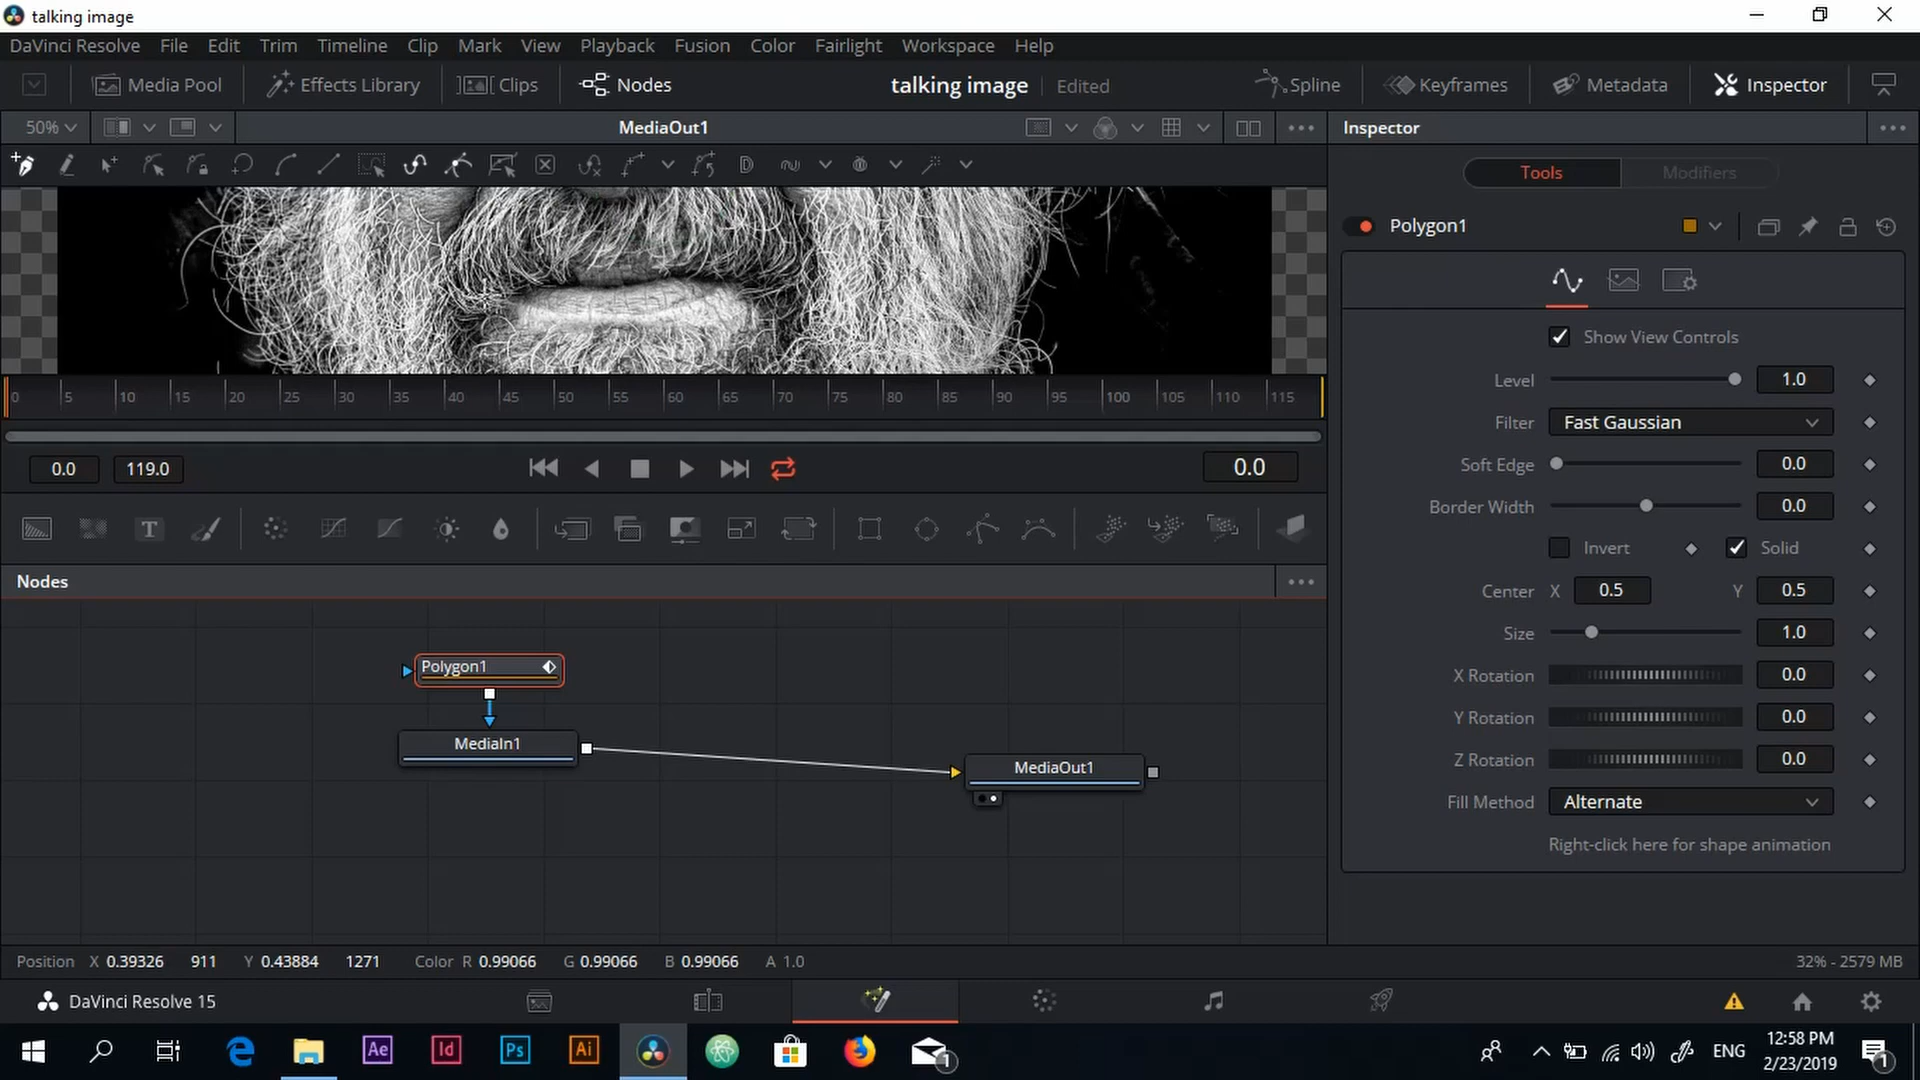 talking image
DaVinci Resolve File Edit Trim Timeline Clip Mark View Playback Fusion Color Fairlight Workspace Help
Media Pool Effects Library Clips Nodes talking image Edited Spline Keyframes Metadata Inspector
50% MediaOut1 Inspector
Tools Modifiers
Polygon1
Show View Controls
Level 1.0
0 5 10 15 20 25 30 35 40 45 50 55 60 65 70 75 80 85 90 95 100 105 110 115
Filter Fast Gaussian
0.0 119.0 0.0
Soft Edge 0.0
Border Width 0.0
T
Invert Solid
Nodes
Center X 0.5 Y 0.5
Size 1.0
Polygon1
X Rotation 0.0
Y Rotation 0.0
MediaIn1
Z Rotation 0.0
MediaOut1
Fill Method Alternate
Right-click here for shape animation
Position X 0.39326 911 Y 0.43884 1271 Color R 0.99066 G 0.99066 B 0.99066 A 1.0 32% - 2579 MB
DaVinci Resolve 15
Ae Id Ps Ai 1 ENG 12:58 PM 1
2/23/2019